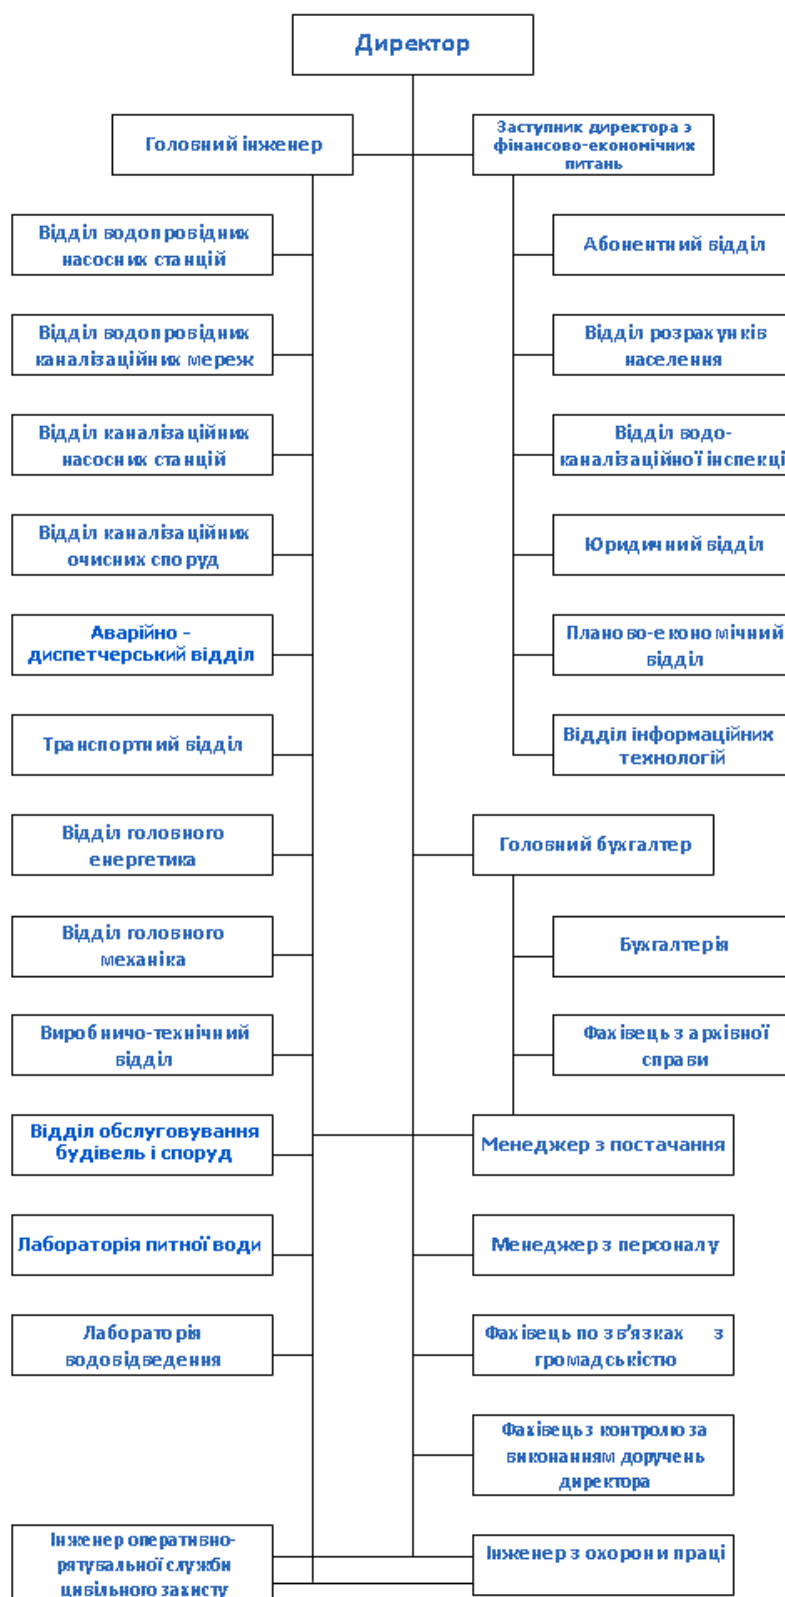 Директор
Головний інженер
Заступник директора з
фінансово-економічних
питань
Відділ водопровідних
насосних станцій
Абонентний відділ
Відділ водопровідних
каналізаційних мереж
Відділ розрахунків
населення
Відділ каналізаційних
насосних станцій
Відділ водо-
каналізаційної інспекці
Відділ каналізаційних
очисних споруд
Юридичний відділ
Аварійно -
диспетчерський відділ
Планово-економічний
відділ
Транспортний відділ
Відділ інформаційних
технологій
Відділ головного
енергетика
Головний бухгалтер
Відділ головного
механіка
Бухгалтерія
Виробничо-технічний
відділ
Фахівець з архівної
справи
Відділ обслуговування
будівель і споруд
Менеджер з постачання
Лабораторія питної води
Менеджер з персоналу
Лабораторія
водовідведення
Фахівець по зв'язках з
громадськістю
Фахівець з контролю за
виконанням доручень
директора
Інженер оперативно-
рятувальної служби
цивільного захисту
Інженер з охорони праці